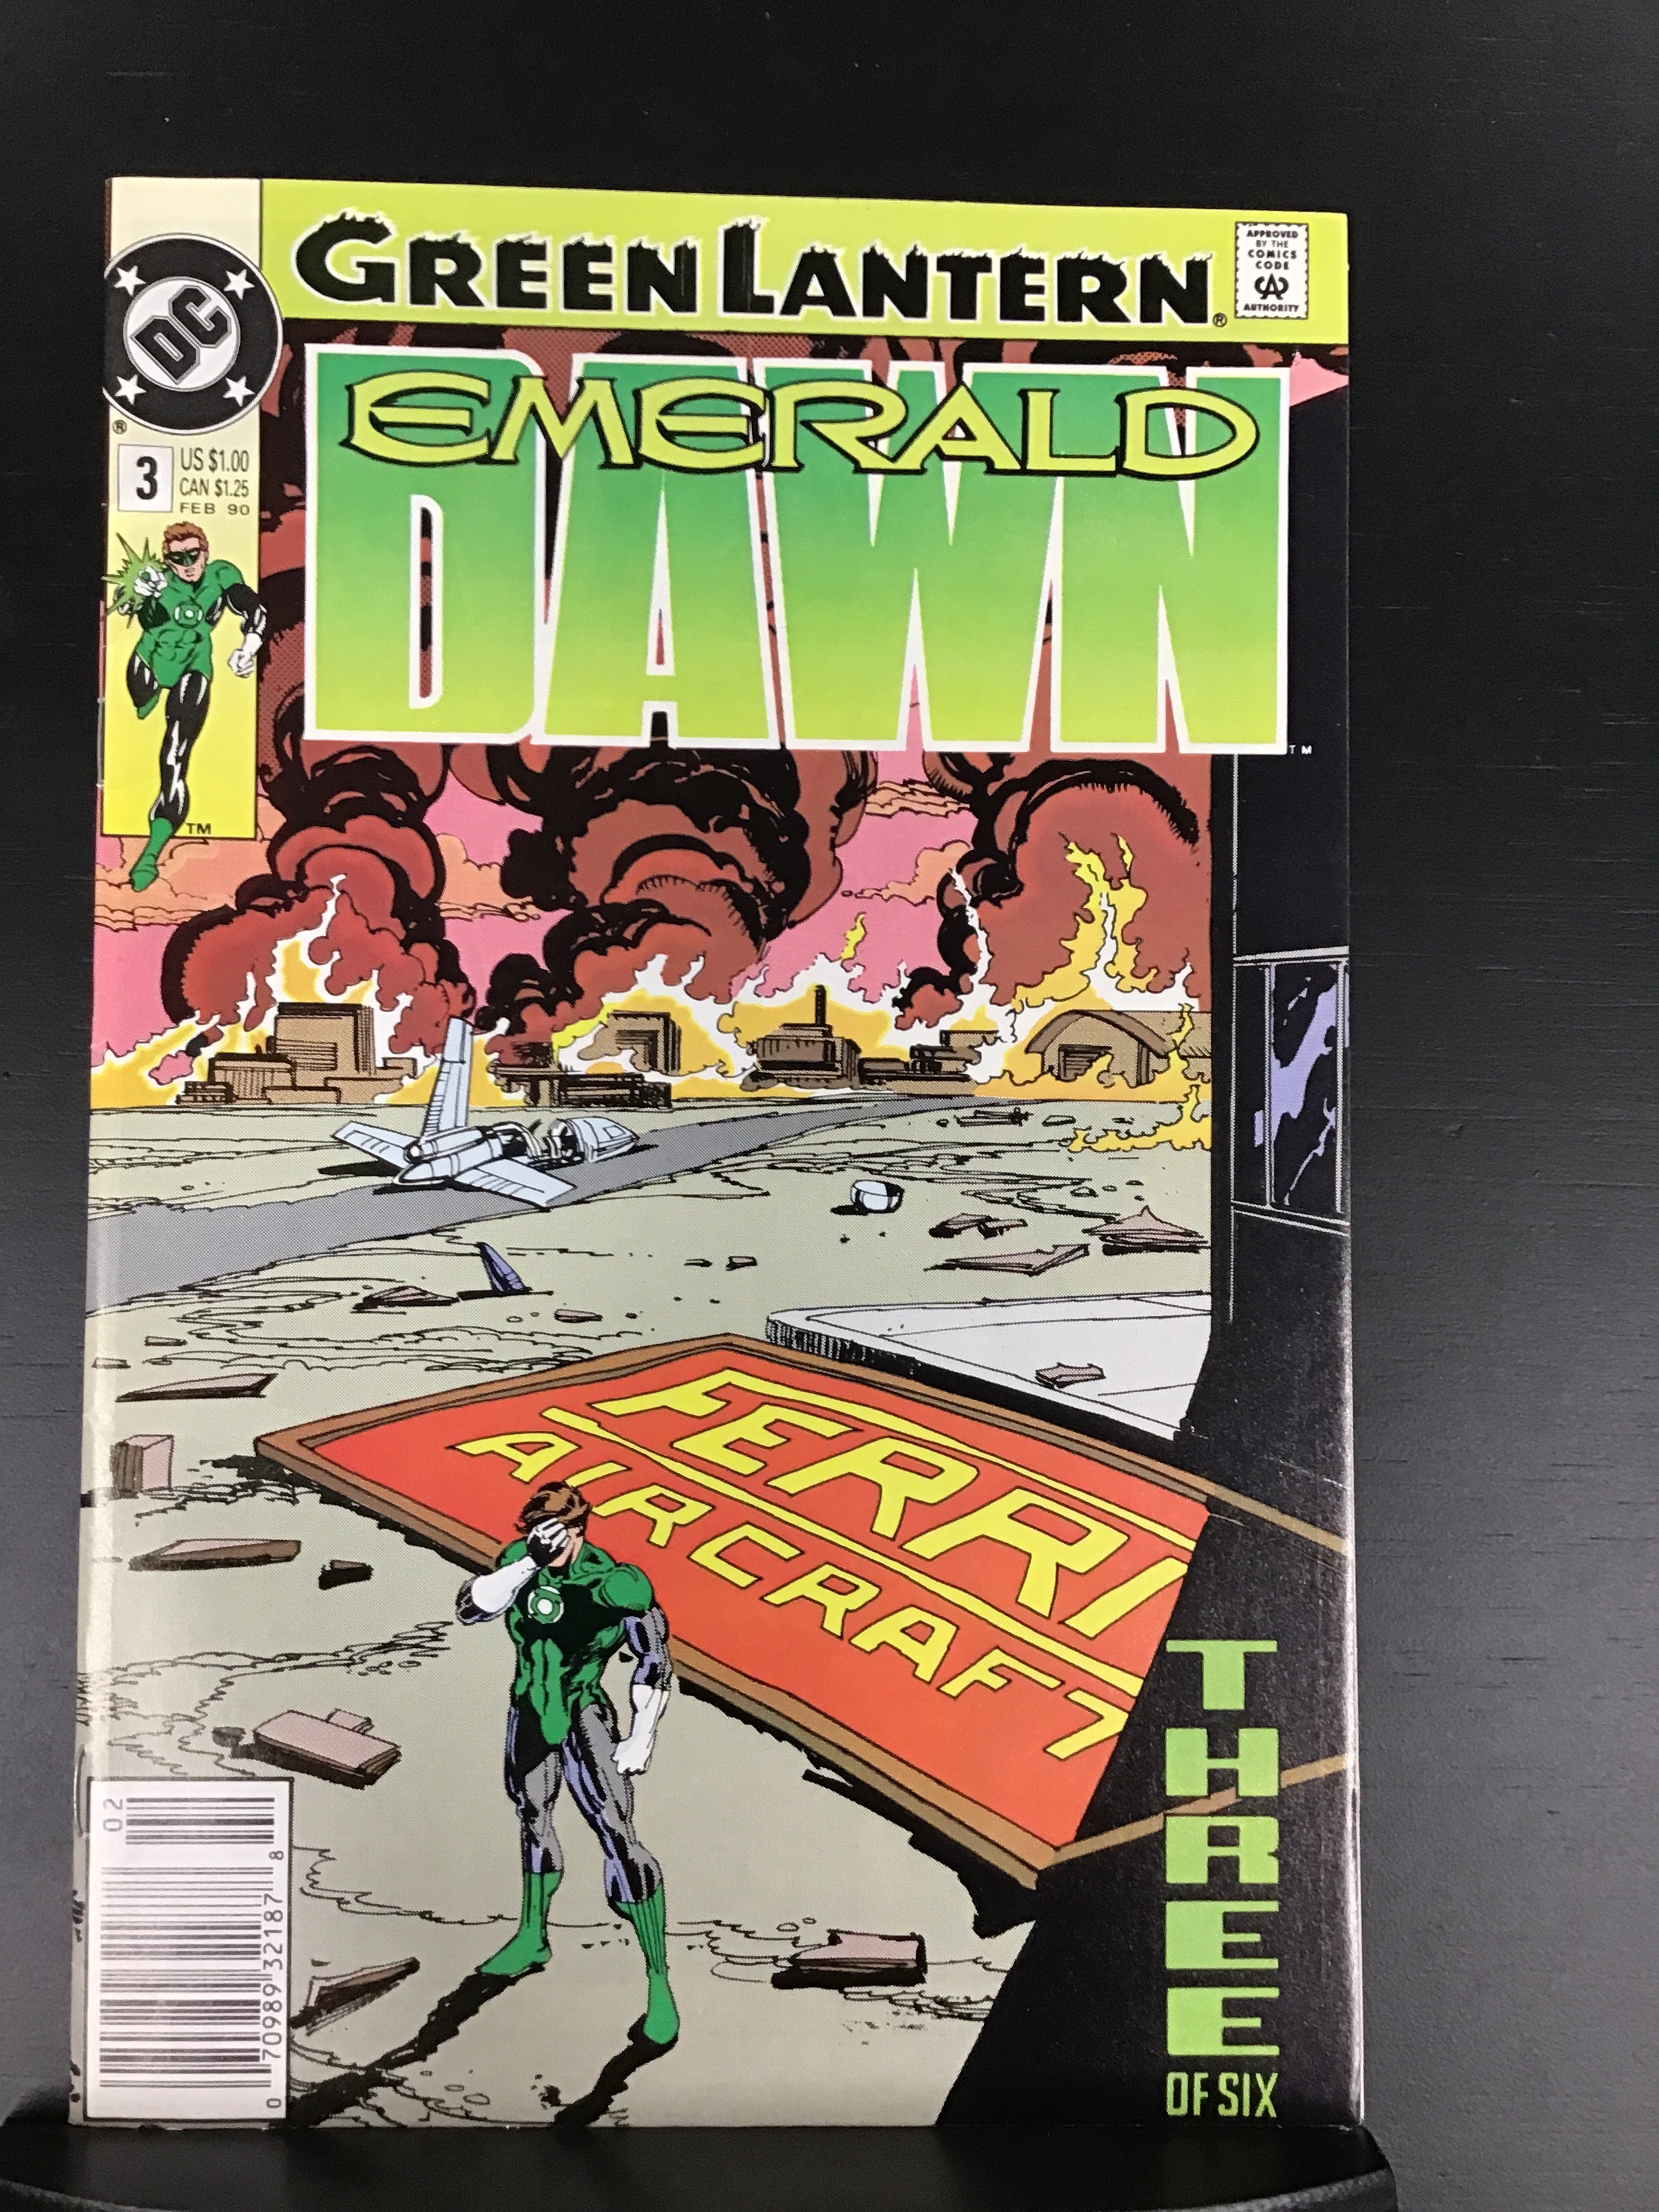 GREEN LANTERN®
APPROVED
BY THE
COMICS
CODE
CA
AUTHORITY
DC
®
EMERALD
DAWN
TM
3
US $1.00
CAN $1.25
FEB 90
TM
FERRI
AIRCRAFT
THREE
OF SIX
02
0 70989 32187 8